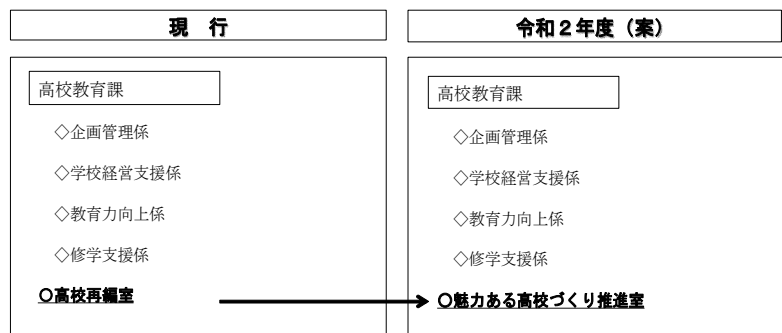 現　行
高校教育課
◇企画管理係
◇学校経営支援係
◇教育力向上係
◇修学支援係
○高校再編室
令和２年度（案）
高校教育課
◇企画管理係
◇学校経営支援係
◇教育力向上係
◇修学支援係
○魅力ある高校づくり推進室